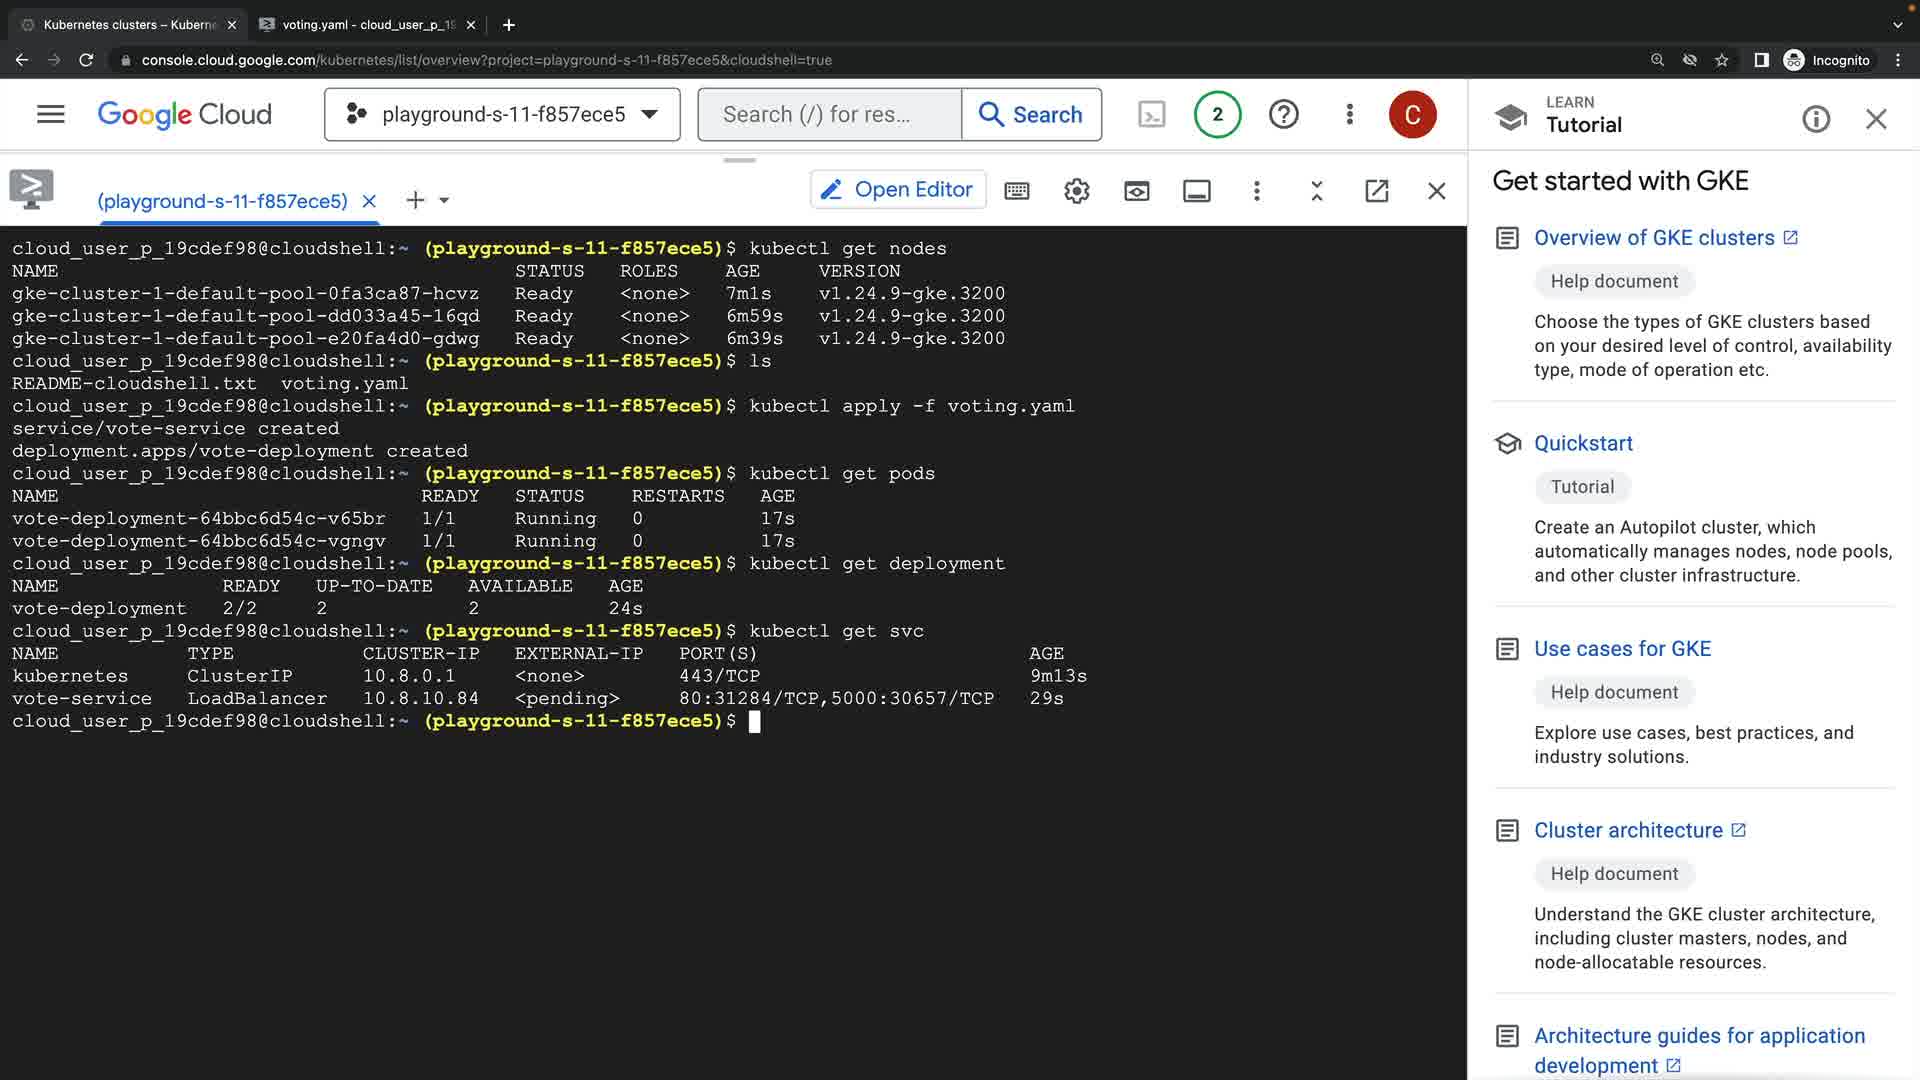 Kubernetes clusters – Kuberne
voting.yaml - cloud_user_p_19
console.cloud.google.com/kubernetes/list/overview?project=playground-s-11-f857ece5&cloudshell=true
Incognito
Google Cloud
playground-s-11-f857ece5
Search (/) for res...
Search
2
C
LEARN
Tutorial
(playground-s-11-f857ece5)
Open Editor
cloud_user_p_19cdef98@cloudshell:~ (playground-s-11-f857ece5)$ kubectl get nodes
NAME STATUS ROLES AGE VERSION
gke-cluster-1-default-pool-0fa3ca87-hcvz Ready <none> 7m1s v1.24.9-gke.3200
gke-cluster-1-default-pool-dd033a45-16qd Ready <none> 6m59s v1.24.9-gke.3200
gke-cluster-1-default-pool-e20fa4d0-gdwg Ready <none> 6m39s v1.24.9-gke.3200
cloud_user_p_19cdef98@cloudshell:~ (playground-s-11-f857ece5)$ ls
README-cloudshell.txt voting.yaml
cloud_user_p_19cdef98@cloudshell:~ (playground-s-11-f857ece5)$ kubectl apply -f voting.yaml
service/vote-service created
deployment.apps/vote-deployment created
cloud_user_p_19cdef98@cloudshell:~ (playground-s-11-f857ece5)$ kubectl get pods
NAME READY STATUS RESTARTS AGE
vote-deployment-64bbc6d54c-v65br 1/1 Running 0 17s
vote-deployment-64bbc6d54c-vgngv 1/1 Running 0 17s
cloud_user_p_19cdef98@cloudshell:~ (playground-s-11-f857ece5)$ kubectl get deployment
NAME READY UP-TO-DATE AVAILABLE AGE
vote-deployment 2/2 2 2 24s
cloud_user_p_19cdef98@cloudshell:~ (playground-s-11-f857ece5)$ kubectl get svc
NAME TYPE CLUSTER-IP EXTERNAL-IP PORT(S) AGE
kubernetes ClusterIP 10.8.0.1 <none> 443/TCP 9m13s
vote-service LoadBalancer 10.8.10.84 <pending> 80:31284/TCP,5000:30657/TCP 29s
cloud_user_p_19cdef98@cloudshell:~ (playground-s-11-f857ece5)$
Get started with GKE
Overview of GKE clusters
Help document
Choose the types of GKE clusters based
on your desired level of control, availability
type, mode of operation etc.
Quickstart
Tutorial
Create an Autopilot cluster, which
automatically manages nodes, node pools,
and other cluster infrastructure.
Use cases for GKE
Help document
Explore use cases, best practices, and
industry solutions.
Cluster architecture
Help document
Understand the GKE cluster architecture,
including cluster masters, nodes, and
node-allocatable resources.
Architecture guides for application
development